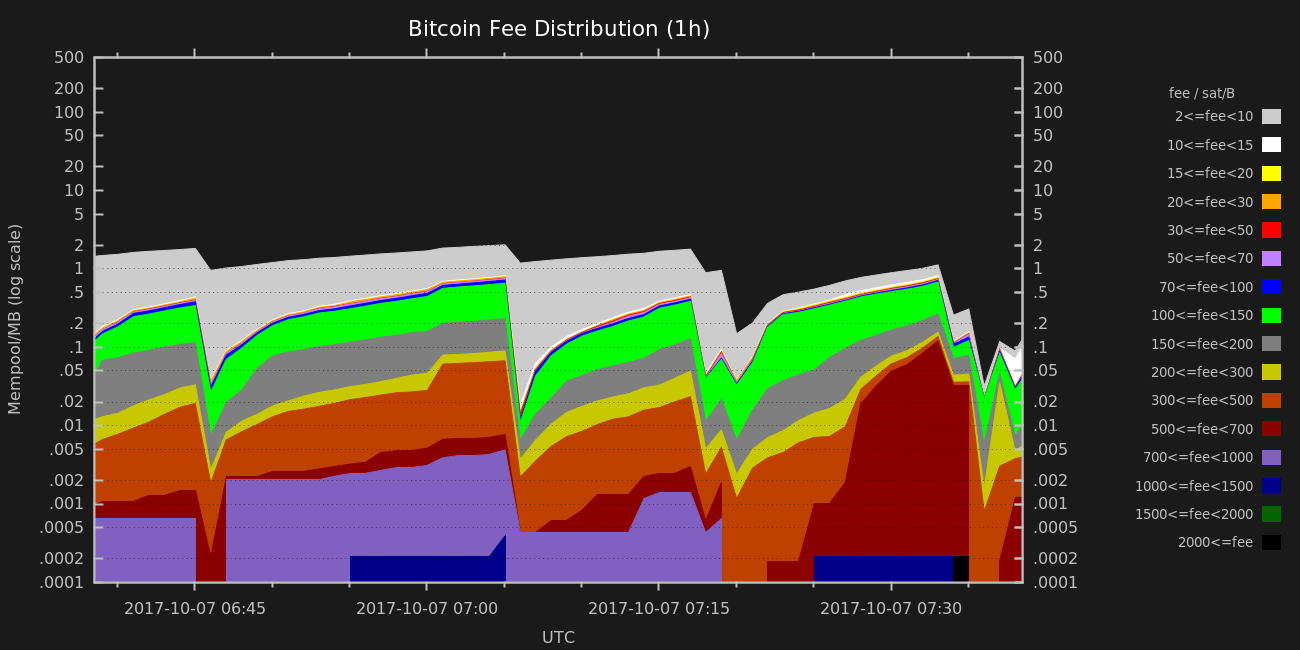 Bitcoin Fee Distribution (1h)
500
200
100
50
20
10
5
2
1
.5
.2
.1
.05
.02
.01
.005
.002
.001
.0005
.0002
.0001
Mempool/MB (log scale)
500
200
100
50
20
10
5
2
1
.5
.2
.1
.05
.02
.01
.005
.002
.001
.0005
.0002
.0001
2017-10-07 06:45
2017-10-07 07:00
2017-10-07 07:15
2017-10-07 07:30
UTC
fee / sat/B
2<=fee<10
10<=fee<15
15<=fee<20
20<=fee<30
30<=fee<50
50<=fee<70
70<=fee<100
100<=fee<150
150<=fee<200
200<=fee<300
300<=fee<500
500<=fee<700
700<=fee<1000
1000<=fee<1500
1500<=fee<2000
2000<=fee